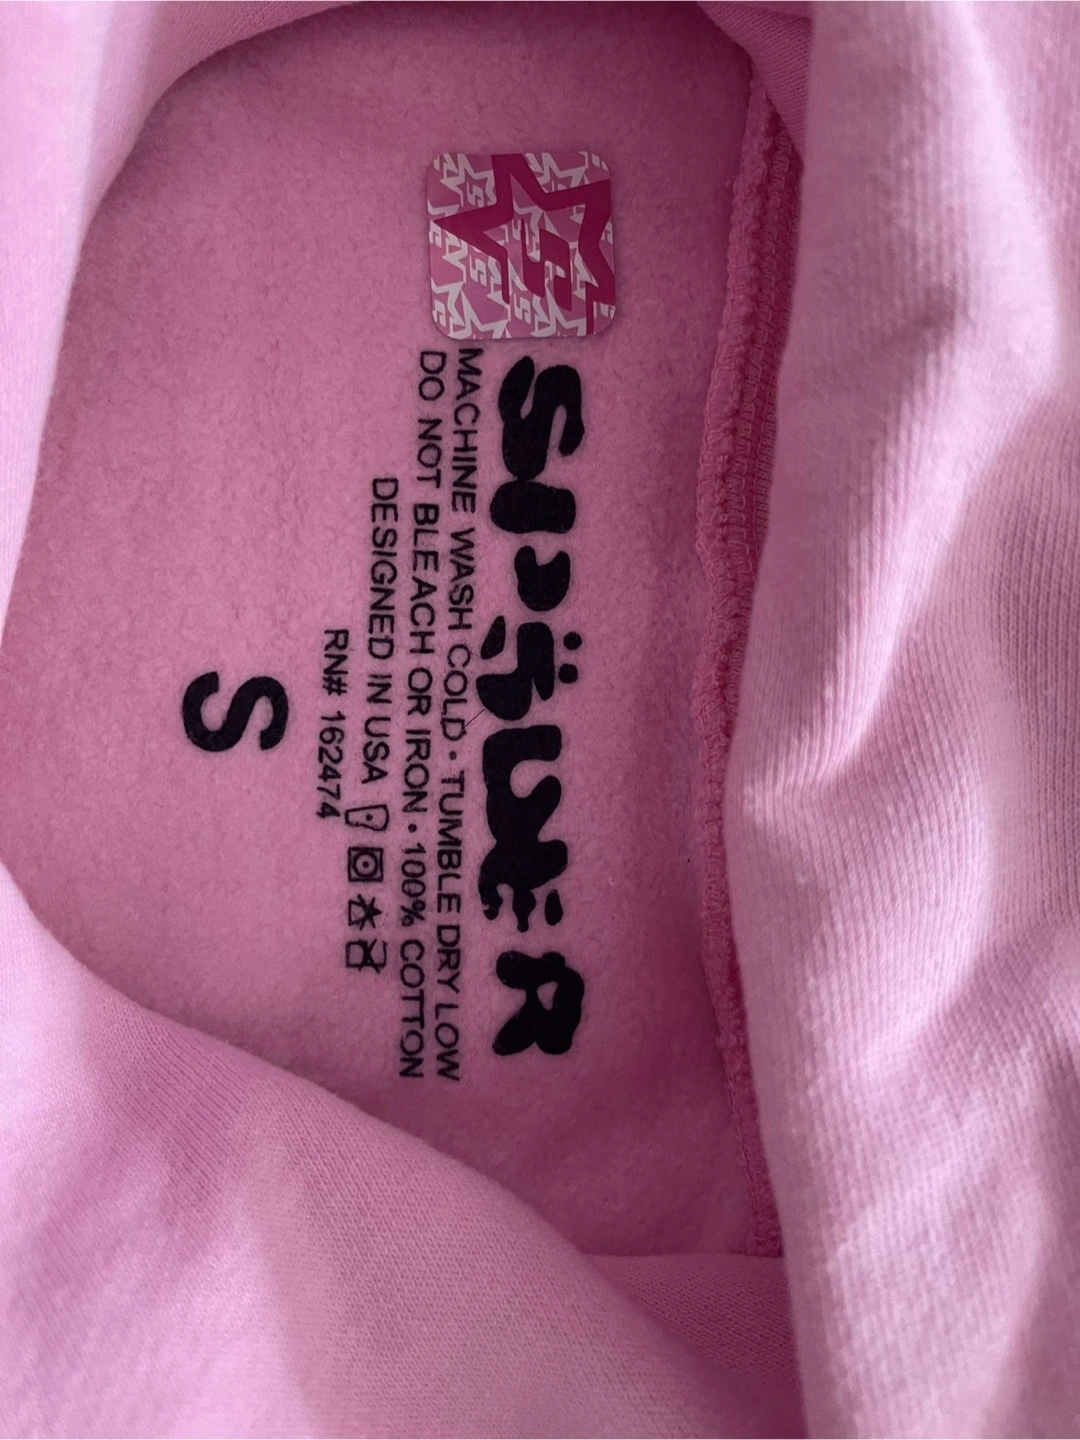 SP5DER
MACHINE WASH COLD • TUMBLE DRY LOW
DO NOT BLEACH OR IRON • 100% COTTON
DESIGNED IN USA
RN# 162474
S